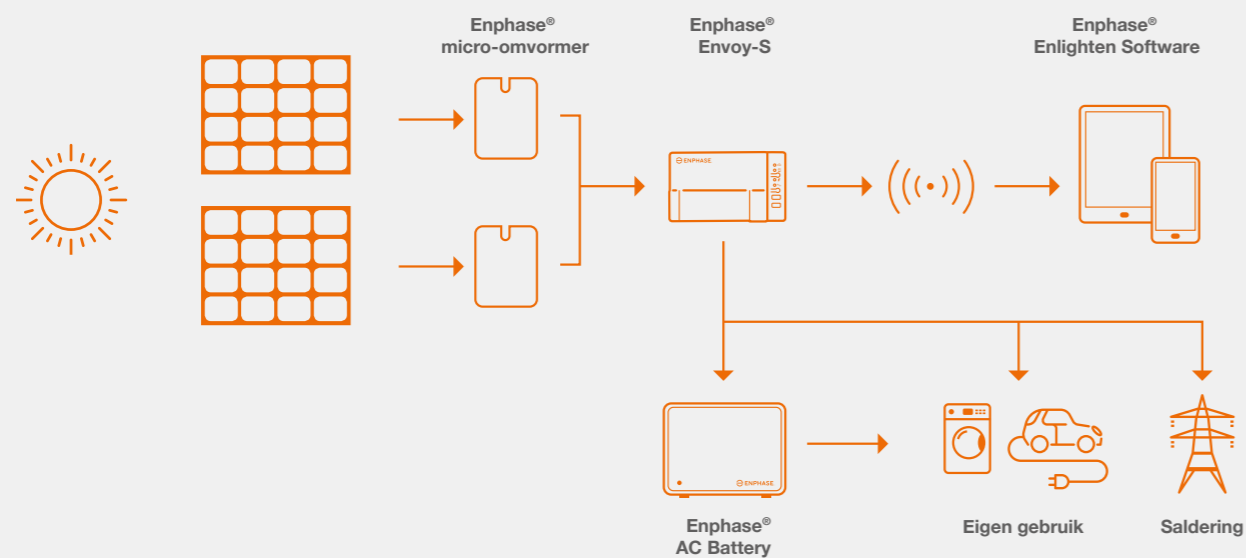 Enphase®
micro-omvormer
Enphase®
Envoy-S
Enphase®
Enlighten Software
ENPHASE
ENPHASE
Enphase®
AC Battery
Eigen gebruik
Saldering